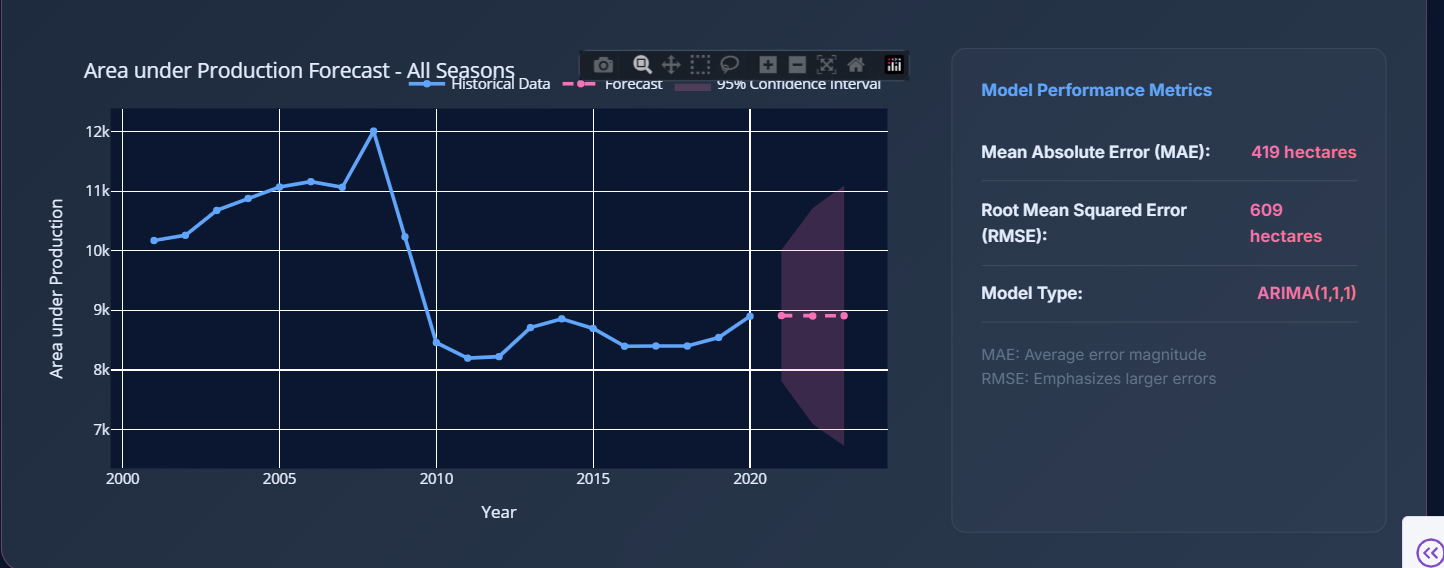 Area under Production Forecast - All Seasons
Historical Data
Forecast
95% Confidence Interval
12k
11k
10k
9k
8k
7k
Area under Production
2000
2005
2010
2015
2020
Year
Model Performance Metrics
Mean Absolute Error (MAE):
419 hectares
Root Mean Squared Error
(RMSE):
609
hectares
Model Type:
ARIMA(1,1,1)
MAE: Average error magnitude
RMSE: Emphasizes larger errors